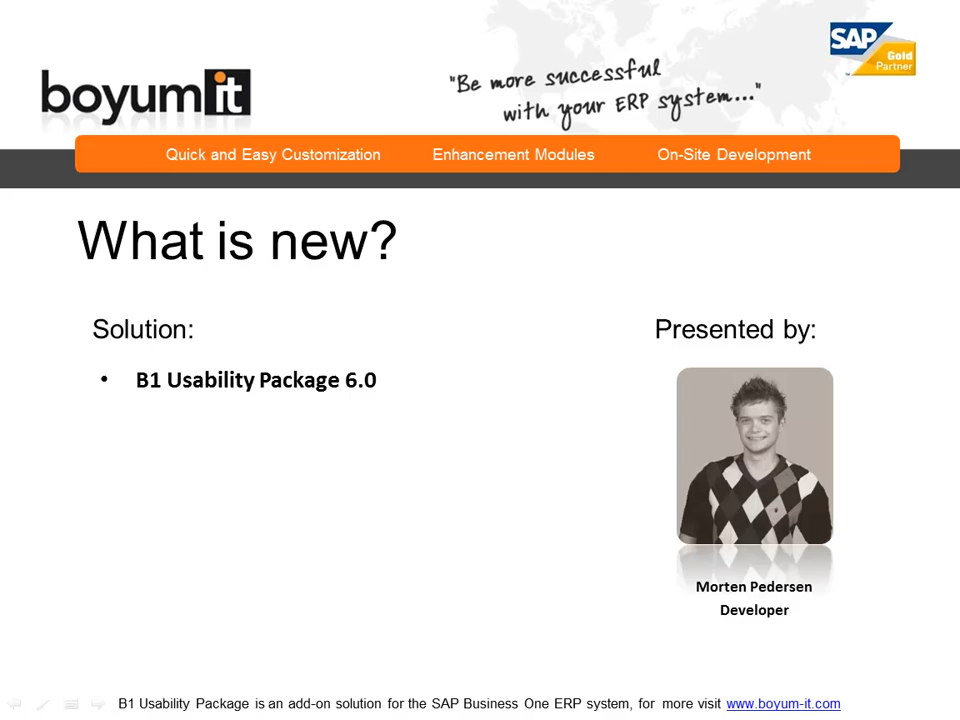 SAP
Gold
Partner
boyum it
"Be more successful
with your ERP system..."
Quick and Easy Customization Enhancement Modules On-Site Development
What is new?
Solution:
• B1 Usability Package 6.0
Presented by:
Morten Pedersen
Developer
B1 Usability Package is an add-on solution for the SAP Business One ERP system, for more visit www.boyum-it.com